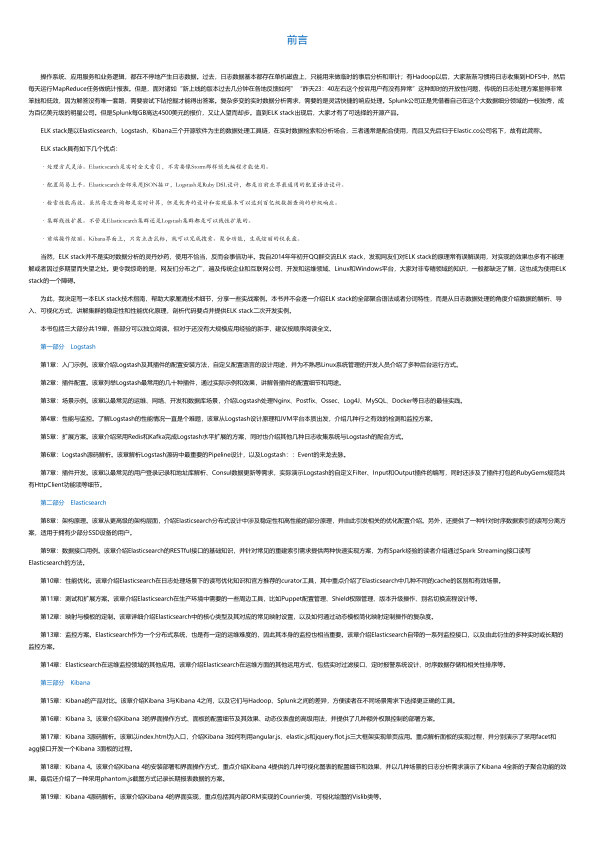 前言
操作系统、应用服务和业务逻辑，都在不停地产生日志数据。过去，日志数据基本都存在单机磁盘上，只能用来做临时的事后分析和审计；有Hadoop以后，大家渐渐习惯将日志收集到HDFS中，然后
每天运行MapReduce任务做统计报表。但是，面对诸如“新上线的版本过去几分钟在各地反馈如何”“昨天23：40左右这个投诉用户有没有异常”这种即时的开放性问题，传统的日志处理方案显得非常
笨拙和低效，因为解答没有唯一套路，需要尝试下钻挖掘才能得出答案。复杂多变的实时数据分析需求，需要的是灵活快捷的响应处理。Splunk公司正是凭借着自己在这个大数据细分领域的一核独秀，成
为百亿美元级的明星公司。但是Splunk每GB高达4500美元的报价，又让人望而却步。直到ELK stack出现后，大家才有了可选择的开源产品。
ELK stack是以Elasticsearch、Logstash、Kibana三个开源软件为主的数据处理工具链，在实时数据检索和分析场合，三者通常是配合使用，而且又先后归于Elastic.co公司名下，故有此简称。
ELK stack具有如下几个优点：
·处理方式灵活。Elasticsearch是实时全文索引，不需要像Storm那样预先编程才能使用。
·配置简易上手。Elasticsearch全部采用JSON接口，Logstash是Ruby DSL设计，都是目前业界最通用的配置语法设计。
·检索性能高效。虽然每次查询都是实时计算，但是优秀的设计和实现基本可以达到百亿级数据查询的秒级响应。
·集群线性扩展。不管是Elasticsearch集群还是Logstash集群都是可以线性扩展的。
·前端操作炫丽。Kibana界面上，只需点击鼠标，就可以完成搜索、聚合功能，生成炫丽的仪表盘。
当然，ELK stack并不是实时数据分析的灵丹妙药，使用不恰当，反而会事倍功半。我自2014年年初开QQ群交流ELK stack，发现网友们对ELK stack的原理常有误解误用，对实现的效果也多有不能理
解或者因过多期望而失望之处。更令我惊奇的是，网友们分布之广，遍及传统企业和互联网公司、开发和运维领域、Linux和Windows平台，大家对非专精领域的知识，一般都缺乏了解，这也成为使用ELK
stack的一个障碍。
为此，我决定写一本ELK stack技术指南，帮助大家厘清技术细节，分享一些实战案例。本书并不会逐一介绍ELK stack的全部聚合语法或者分词特性，而是从日志数据处理的角度介绍数据的解析、导
入、可视化方式，讲解集群的稳定性和性能优化原理，剖析代码要点并提供ELK stack二次开发实例。
本书包括三大部分共19章，各部分可以独立阅读。但对于还没有大规模应用经验的新手，建议按顺序阅读全文。
第一部分 Logstash
第1章：入门示例。该章介绍Logstash及其插件的配置安装方法，自定义配置语言的设计用途，并为不熟悉Linux系统管理的开发人员介绍了多种后台运行方式。
第2章：插件配置。该章列举Logstash最常用的几十种插件，通过实际示例和效果，讲解各插件的配置细节和用途。
第3章：场景示例。该章以最常见的运维、网络、开发和数据库场景，介绍Logstash处理Nginx、Postfix、Ossec、Log4J、MySQL、Docker等日志的最佳实践。
第4章：性能与监控。了解Logstash的性能情况一直是个难题，该章从Logstash设计原理和JVM平台本质出发，介绍几种行之有效的检测和监控方案。
第5章：扩展方案。该章介绍采用Redis和Kafka完成Logstash水平扩展的方案，同时也介绍其他几种日志收集系统与Logstash的配合方式。
第6章：Logstash源码解析。该章解析Logstash源码中最重要的Pipeline设计，以及Logstash：：Event的来龙去脉。
第7章：插件开发。该章以最常见的用户登录记录和地址库解析、Consul数据更新等需求，实际演示Logstash的自定义Filter、Input和Output插件的编写，同时还涉及了插件打包的RubyGems规范共
有HttpClient功能项等细节。
第二部分 Elasticsearch
第8章：架构原理。该章从更高级的架构层面，介绍Elasticsearch分布式设计中涉及稳定性和高性能的部分原理，并由此引发相关的优化配置介绍。另外，还提供了一种针对时序数据索引的读写分离方
案，适用于拥有少部分SSD设备的用户。
第9章：数据接口用例。该章介绍Elasticsearch的RESTful接口的基础知识，并针对常见的重建索引需求提供两种快速实现方案，为有Spark经验的读者介绍通过Spark Streaming接口读写
Elasticsearch的方法。
第10章：性能优化。该章介绍Elasticsearch在日志处理场景下的读写优化知识和官方推荐的curator工具，其中重点介绍了Elasticsearch中几种不同的cache的区别和有效场景。
第11章：测试和扩展方案。该章介绍Elasticsearch在生产环境中需要的一些周边工具，比如Puppet配置管理、Shield权限管理、版本升级操作、别名切换流程设计等。
第12章：映射与模板的定制。该章详细介绍Elasticsearch中的核心类型及其对应的常见映射设置，以及如何通过动态模板简化映射定制操作的复杂度。
第13章：监控方案。Elasticsearch作为一个分布式系统，也是有一定的运维难度的，因此其本身的监控也相当重要。该章介绍Elasticsearch自带的一系列监控接口，以及由此衍生的多种实时或长期的
监控方案。
第14章：Elasticsearch在运维监控领域的其他应用。该章介绍Elasticsearch在运维方面的其他运用方式，包括实时过滤接口，定时报警系统设计，时序数据存储和相关性排序等。
第三部分 Kibana
第15章：Kibana的产品对比。该章介绍Kibana 3与Kibana 4之间，以及它们与Hadoop、Splunk之间的差异，方便读者在不同场景需求下选择更正确的工具。
第16章：Kibana 3。该章介绍Kibana 3的界面操作方式，面板的配置细节及其效果，动态仪表盘的高级用法，并提供了几种额外权限控制的部署方案。
第17章：Kibana 3源码解析。该章以index.html为入口，介绍Kibana 3如何利用angular.js、elastic.js和jquery.flot.js三大框架实现单页应用。重点解析面板的实现过程，并分别演示了采用facet和
agg接口开发一个Kibana 3面板的过程。
第18章：Kibana 4。该章介绍Kibana 4的安装部署和界面操作方式，重点介绍Kibana 4提供的几种可视化图表的配置细节和效果，并以几种场景的日志分析需求演示了Kibana 4全新的子聚合功能的效
果。最后还介绍了一种采用phantom.js截图方式记录长期报表数据的方案。
第19章：Kibana 4源码解析。该章介绍Kibana 4的界面实现，重点包括其内部ORM实现的Counrier类，可视化绘图的Vislib类等。